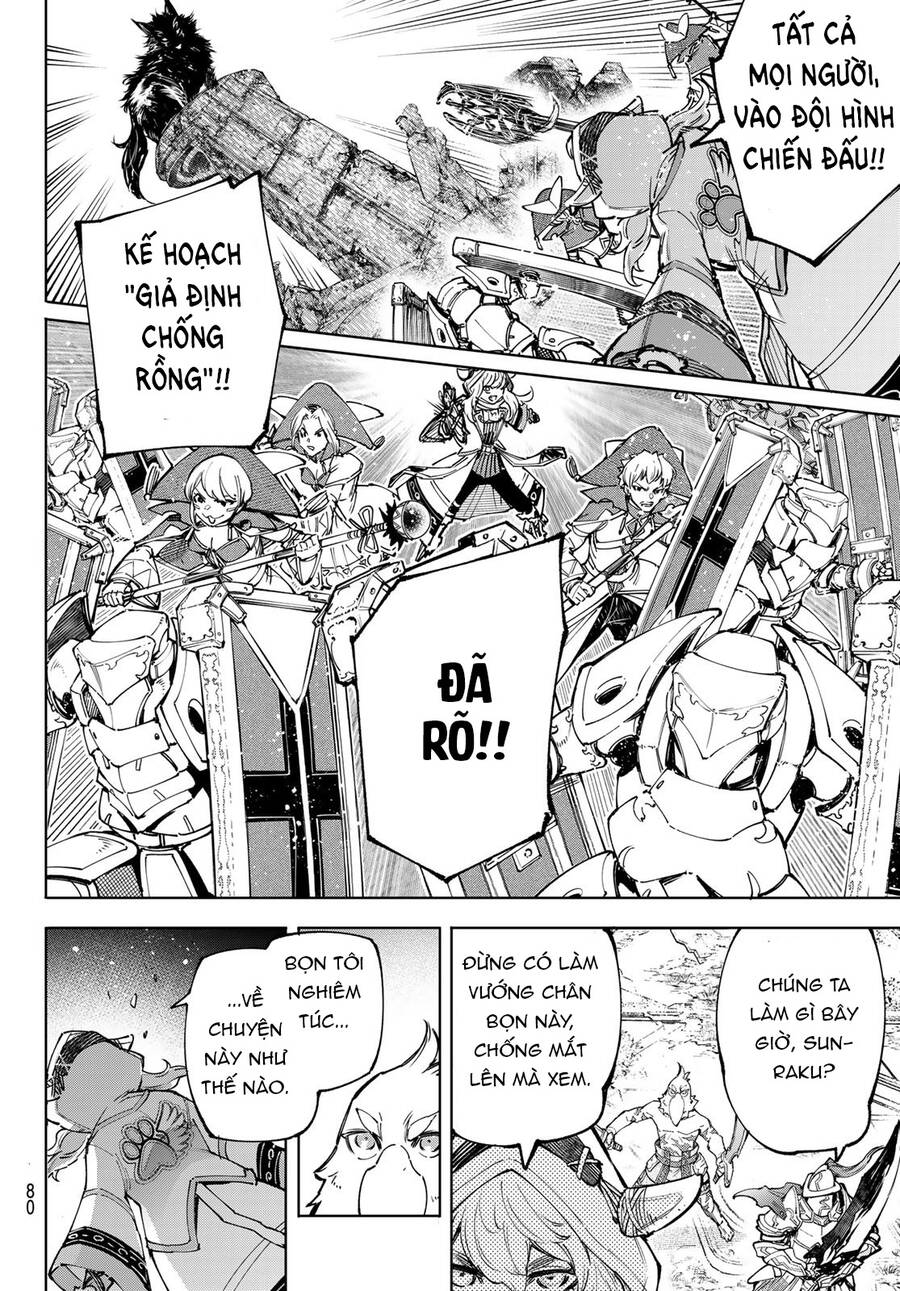 TẤT CẢ
MỌI NGƯỜI,
VÀO ĐỘI HÌNH
CHIẾN ĐẤU!!
KẾ HOẠCH
"GIẢ ĐỊNH
CHỐNG
RỒNG"!!
ĐÃ
RÕ!!
CHÚNG TA
LÀM GÌ BÂY
GIỜ, SUN-
RAKU?
ĐỪNG CÓ LÀM
VƯỚNG CHÂN
BỌN NÀY,
CHỐNG MẮT
LÊN MÀ XEM.
BỌN TÔI
NGHIÊM
TÚC...
...VỀ
CHUYỆN
NÀY NHƯ
THẾ NÀO.
80